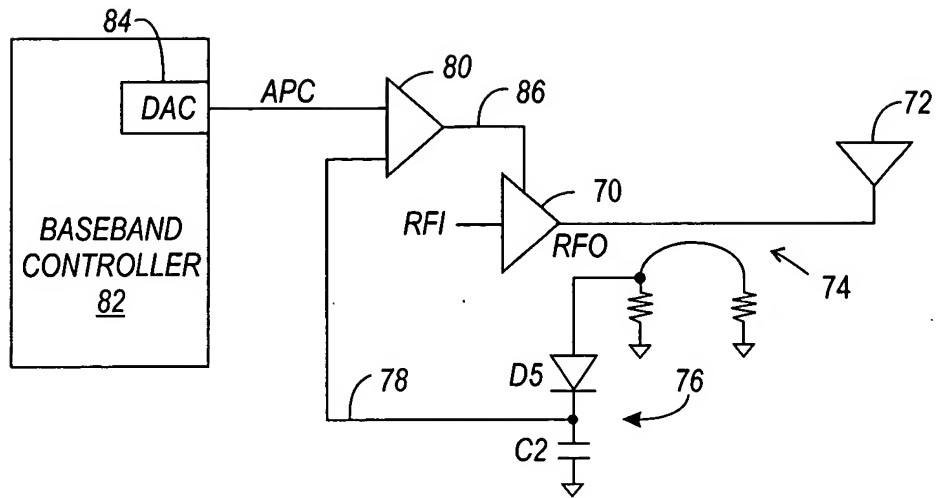 84
DAC
APC
80
86
72
70
RFI
RFO
BASEBAND
CONTROLLER
82
74
D5
78
76
C2